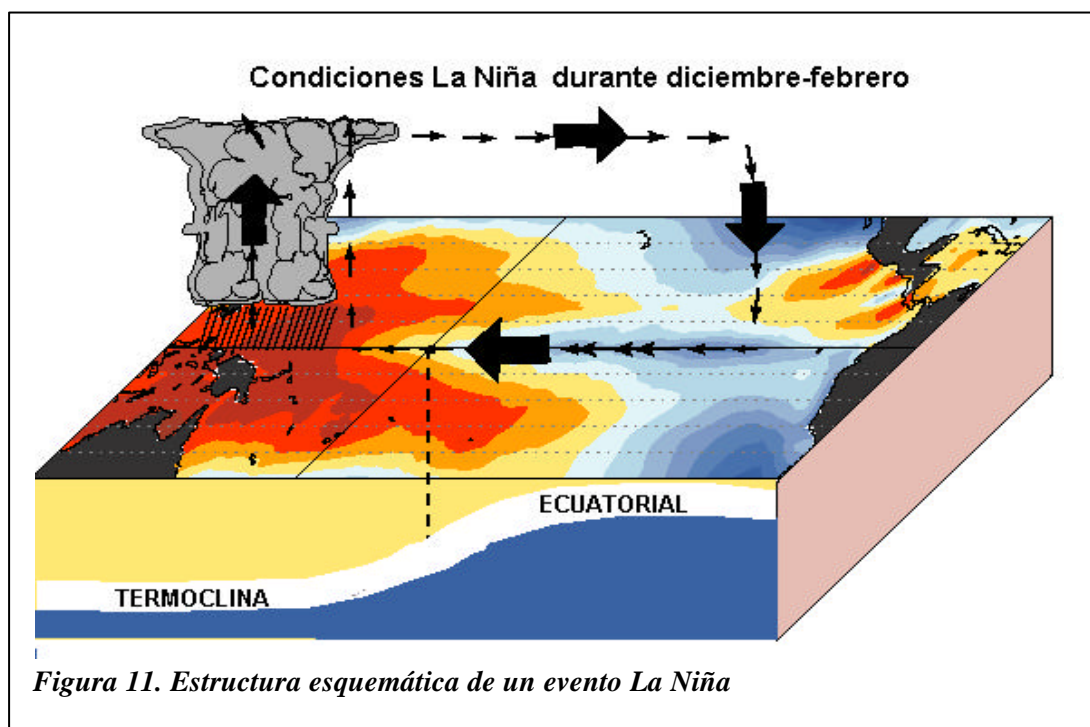 Condiciones La Niña durante diciembre-febrero
ECUATORIAL
TERMOCLINA
Figura 11. Estructura esquemática de un evento La Niña